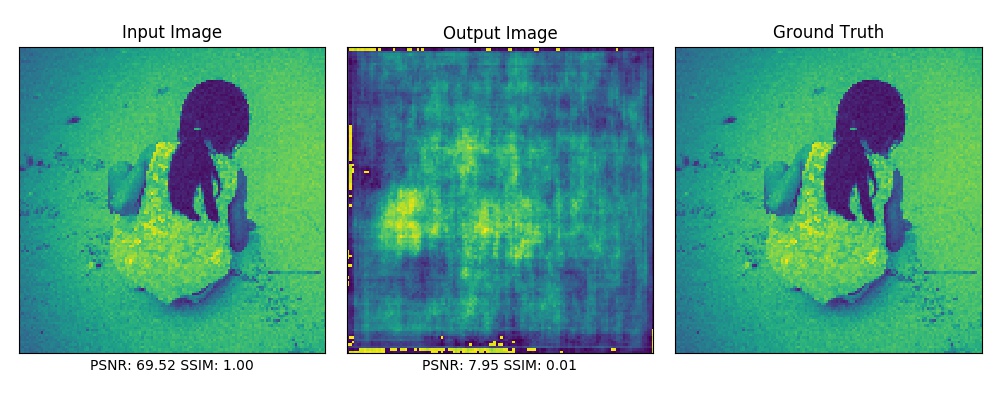 Input Image
Output Image
Ground Truth
PSNR: 69.52 SSIM: 1.00
PSNR: 7.95 SSIM: 0.01